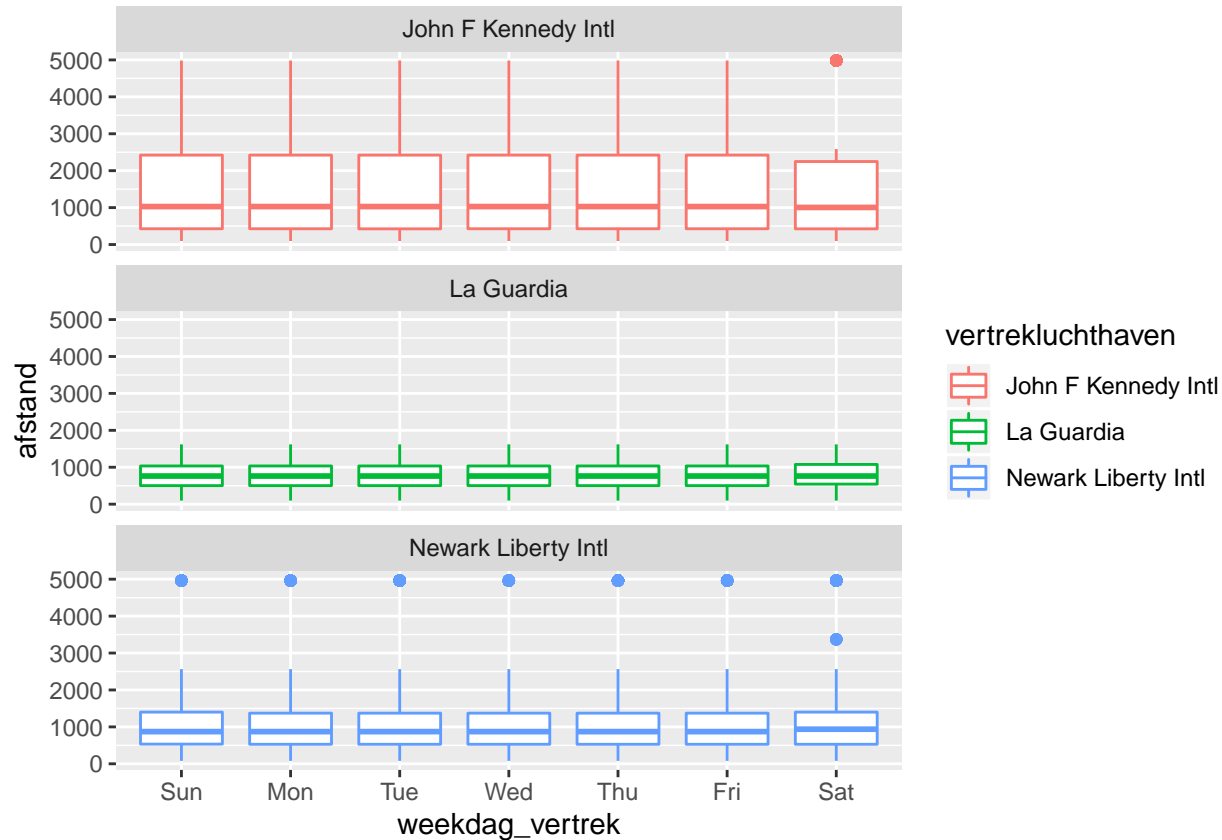 John F Kennedy Intl
5000
4000
3000
2000
1000
0
La Guardia
5000
4000
3000
2000
1000
0
Newark Liberty Intl
5000
4000
3000
2000
1000
0
Sun Mon Tue Wed Thu Fri Sat
weekdag_vertrek
afstand
vertrekluchthaven
John F Kennedy Intl
La Guardia
Newark Liberty Intl